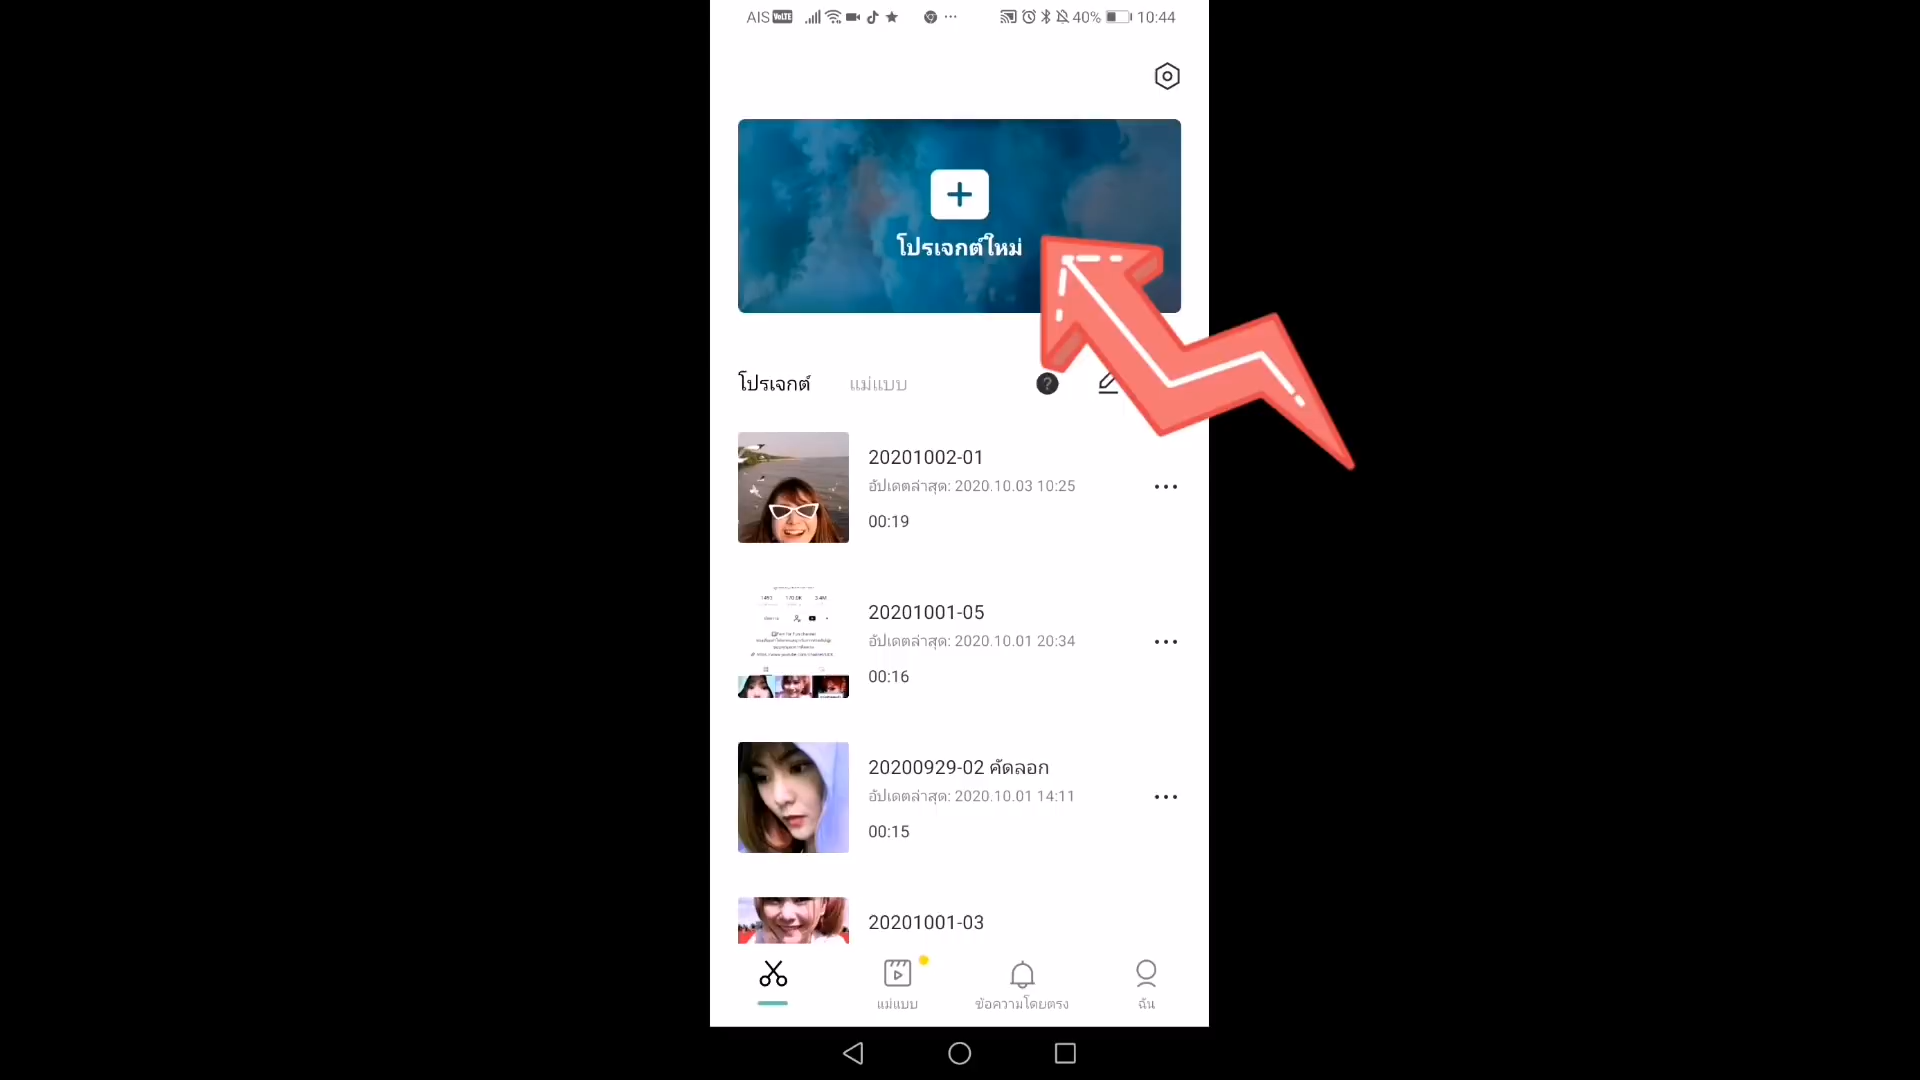 AIS VoLTE 40% 10:44
โปรเจกต์ใหม่
โปรเจกต์ แม่แบบ
20201002-01
อัปเดตล่าสุด: 2020.10.03 10:25
00:19
20201001-05
อัปเดตล่าสุด: 2020.10.01 20:34
00:16
20200929-02 คัดลอก
อัปเดตล่าสุด: 2020.10.01 14:11
00:15
20201001-03
แม่แบบ ข้อความโดยตรง ฉัน